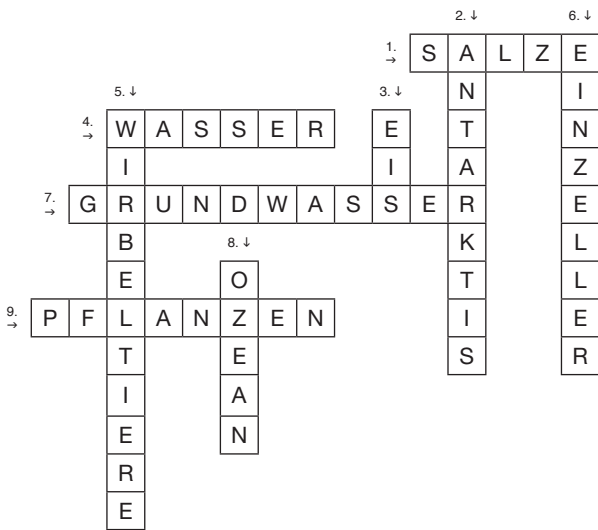 2. ↓ 6. ↓
1. → S A L Z E
5. ↓ 3. ↓ N I
4. → W A S S E R E T N
I I A Z
7. → G R U N D W A S S E R E
B 8. ↓ K L
E O T L
9. → P F L A N Z E N I E
T E S R
I A
E N
R
E